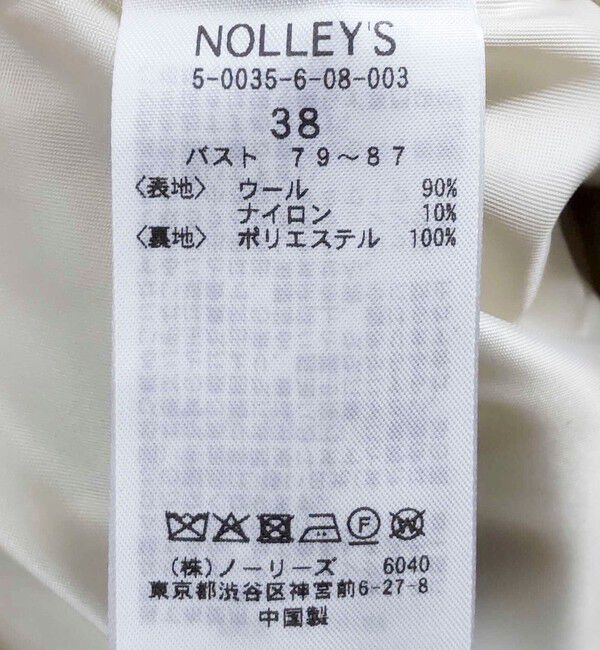 NOLLEY'S
5-0035-6-08-003
38
バスト 79～87
〈表地〉 ウール 90%
ナイロン 10%
〈裏地〉 ポリエステル 100%
F W
(株)ノーリーズ 6040
東京都渋谷区神宮前6-27-8
中国製